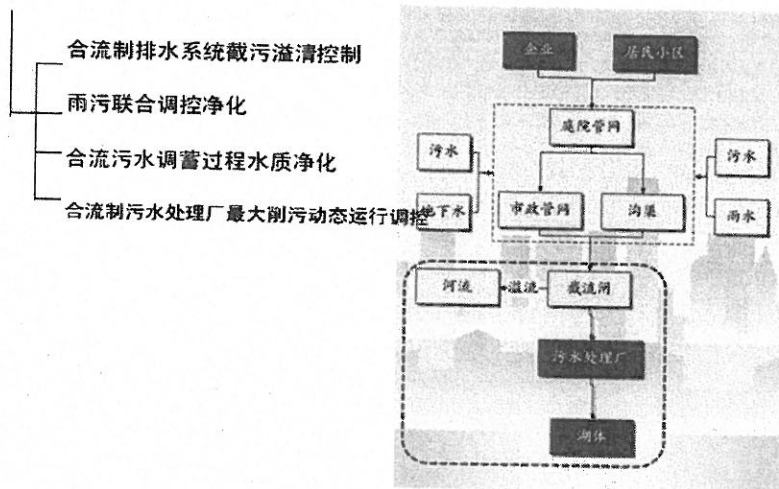 合流制排水系统截污溢清控制
雨污联合调控净化
合流污水调蓄过程水质净化
合流制污水处理厂最大削污动态运行调控
企业
居民小区
庭院管网
污水
地下水
市政管网
沟渠
污水
雨水
河流
溢流
截流闸
污水处理厂
湖体